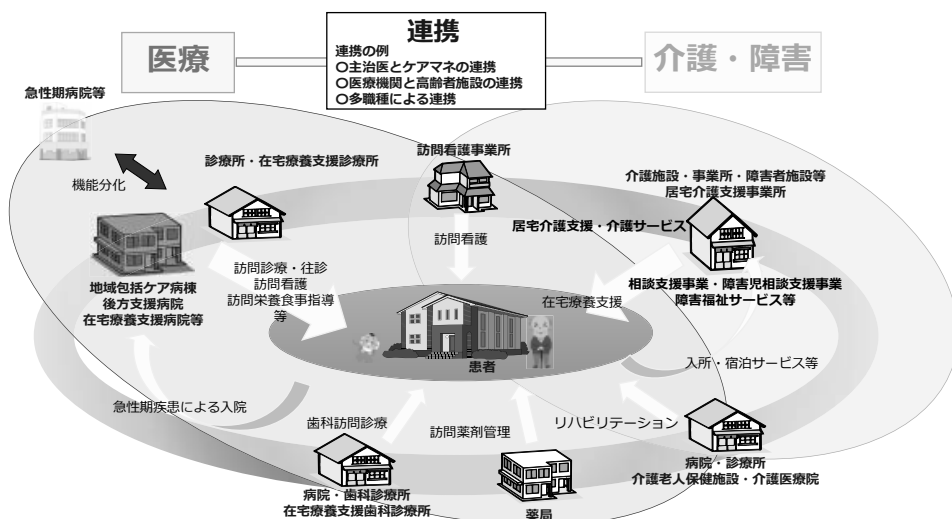 連携
連携の例
○主治医とケアマネの連携
○医療機関と高齢者施設の連携
○多職種による連携
医療
介護・障害
急性期病院等
機能分化
診療所・在宅療養支援診療所
訪問看護事業所
介護施設・事業所・障害者施設等
居宅介護支援事業所
居宅介護支援・介護サービス
訪問看護
地域包括ケア病棟
後方支援病院
在宅療養支援病院等
訪問診療・往診
訪問看護
訪問栄養食事指導
等
相談支援事業・障害児相談支援事業
障害福祉サービス等
在宅療養支援
患者
入所・宿泊サービス等
急性期疾患による入院
歯科訪問診療
訪問薬剤管理
リハビリテーション
病院・歯科診療所
在宅療養支援歯科診療所
薬局
病院・診療所
介護老人保健施設・介護医療院